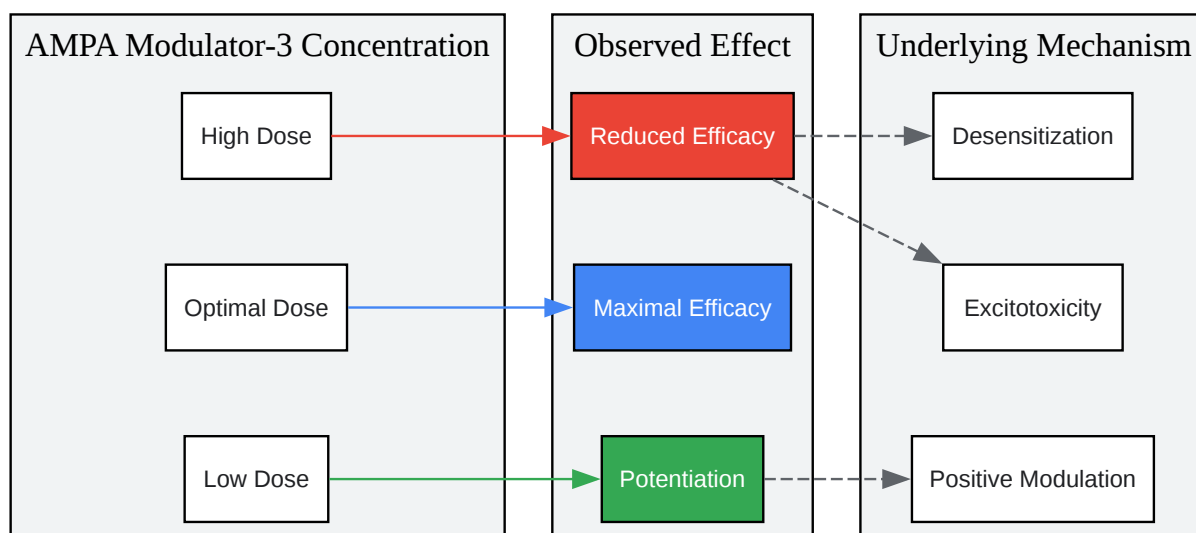 AMPA Modulator-3 Concentration
Observed Effect
Underlying Mechanism
High Dose
Reduced Efficacy
Desensitization
Optimal Dose
Maximal Efficacy
Excitotoxicity
Low Dose
Potentiation
Positive Modulation